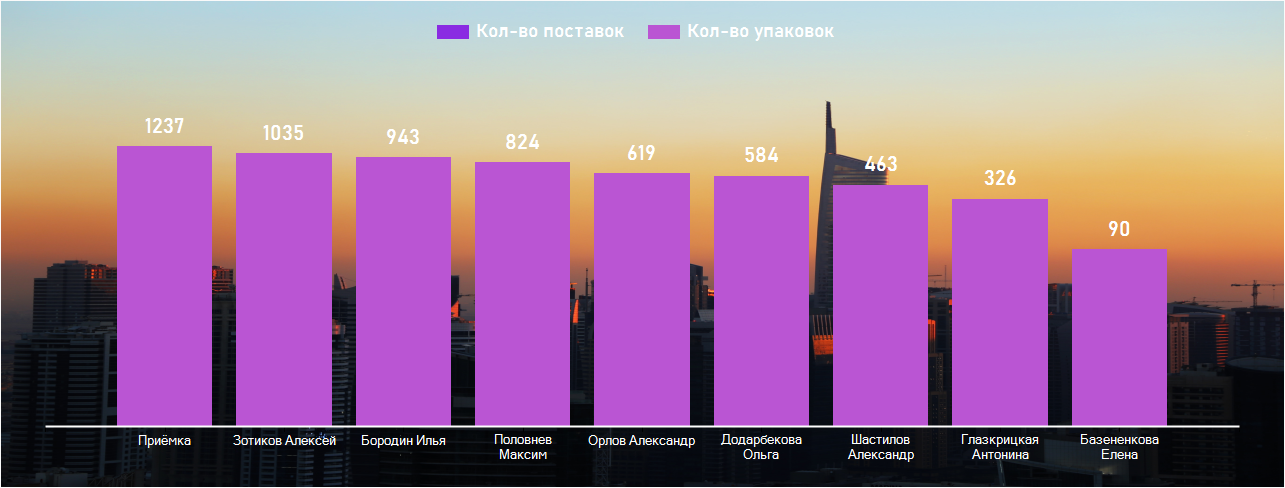 Кол-во поставок Кол-во упаковок
1237 1035 943 824 619 584 463 326 90
Приёмка Зотиков Алексей Бородин Илья Половнев Максим Орлов Александр Додарбекова Ольга Шастилов Александр Глазкрицкая Антонина Базененкова Елена